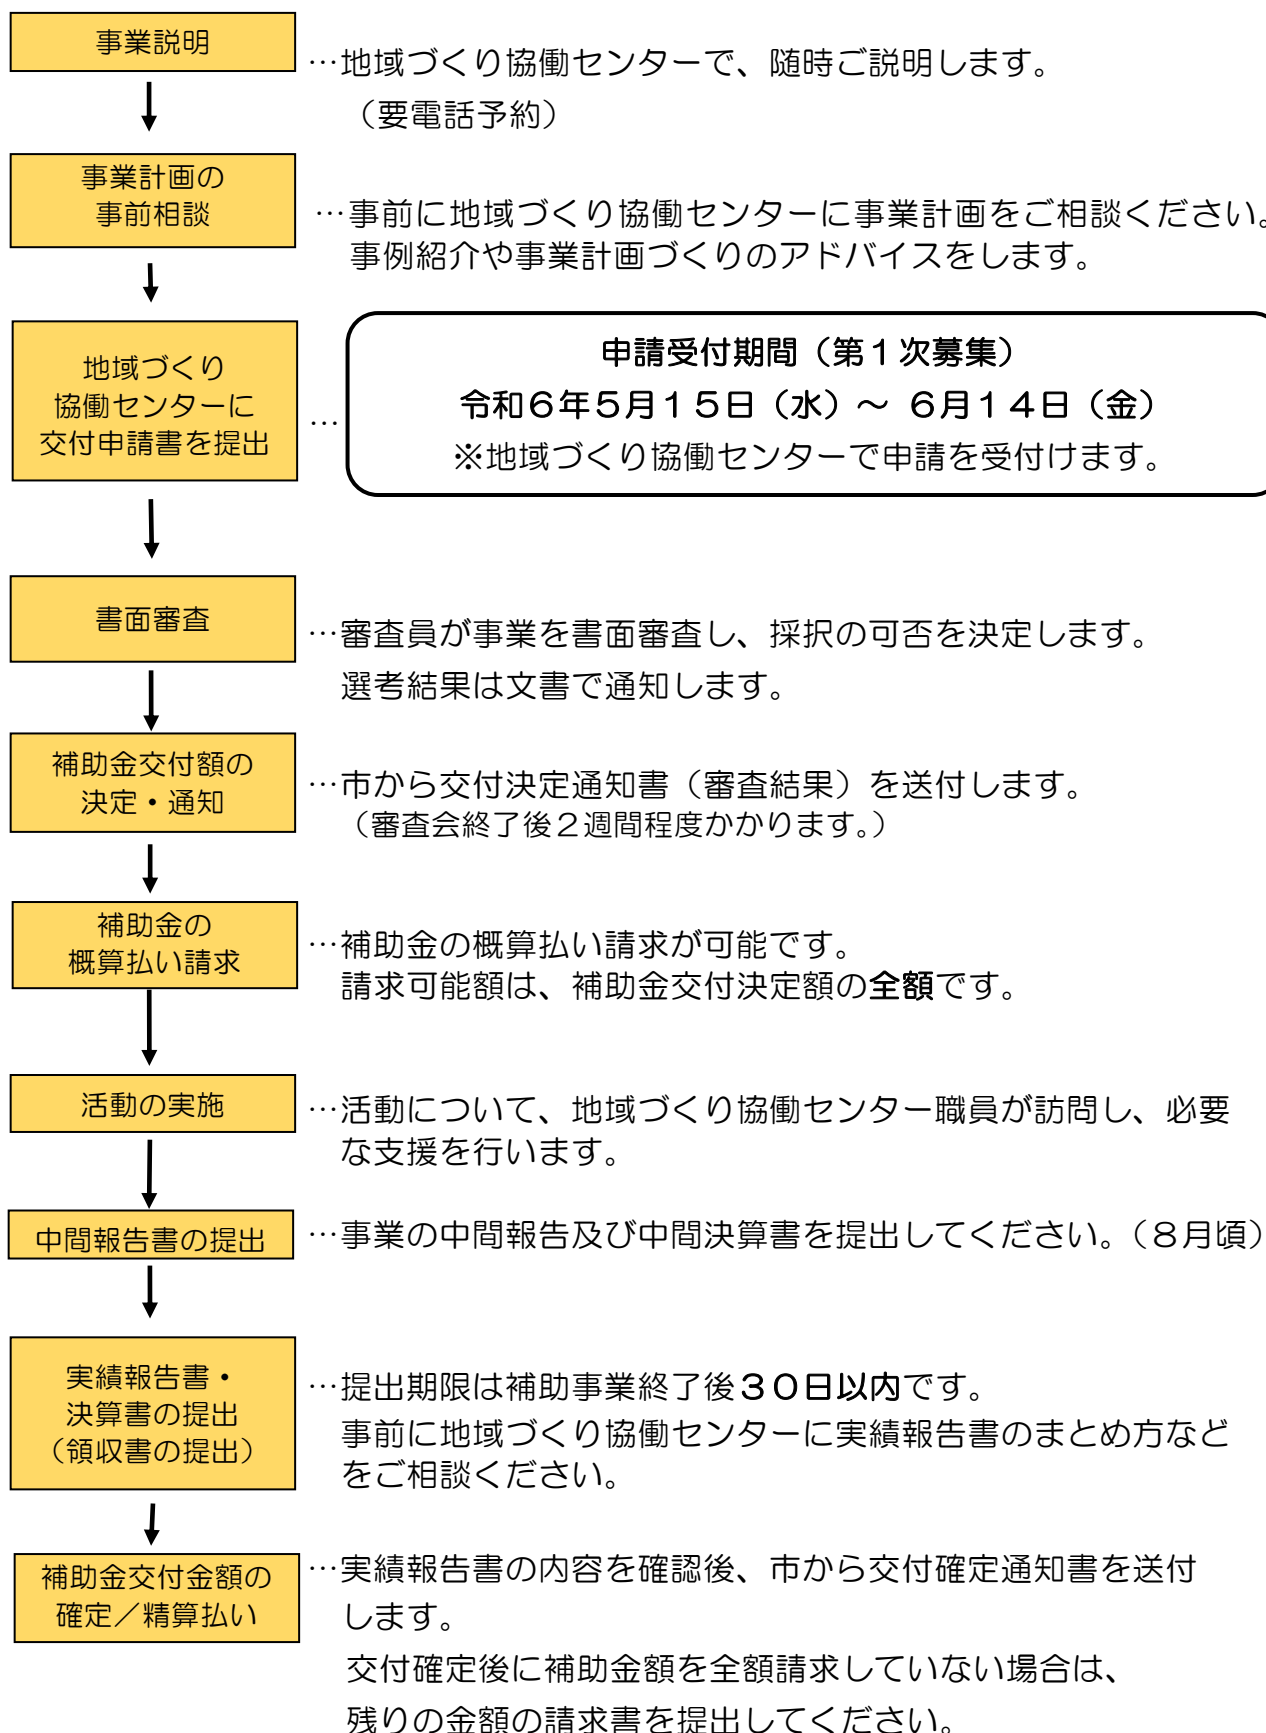 事業説明
…地域づくり協働センターで、随時ご説明します。
（要電話予約）
事業計画の
事前相談
…事前に地域づくり協働センターに事業計画をご相談ください。
事例紹介や事業計画づくりのアドバイスをします。
地域づくり
協働センターに
交付申請書を提出
…
申請受付期間（第１次募集）
令和６年５月１５日（水）～ ６月１４日（金）
※地域づくり協働センターで申請を受付けます。
書面審査
…審査員が事業を書面審査し、採択の可否を決定します。
選考結果は文書で通知します。
補助金交付額の
決定・通知
…市から交付決定通知書（審査結果）を送付します。
（審査会終了後２週間程度かかります。）
補助金の
概算払い請求
…補助金の概算払い請求が可能です。
請求可能額は、補助金交付決定額の全額です。
活動の実施
…活動について、地域づくり協働センター職員が訪問し、必要
な支援を行います。
中間報告書の提出
…事業の中間報告及び中間決算書を提出してください。（８月頃）
実績報告書・
決算書の提出
（領収書の提出）
…提出期限は補助事業終了後３０日以内です。
事前に地域づくり協働センターに実績報告書のまとめ方など
をご相談ください。
補助金交付金額の
確定／精算払い
…実績報告書の内容を確認後、市から交付確定通知書を送付
します。
交付確定後に補助金額を全額請求していない場合は、
残りの金額の請求書を提出してください。